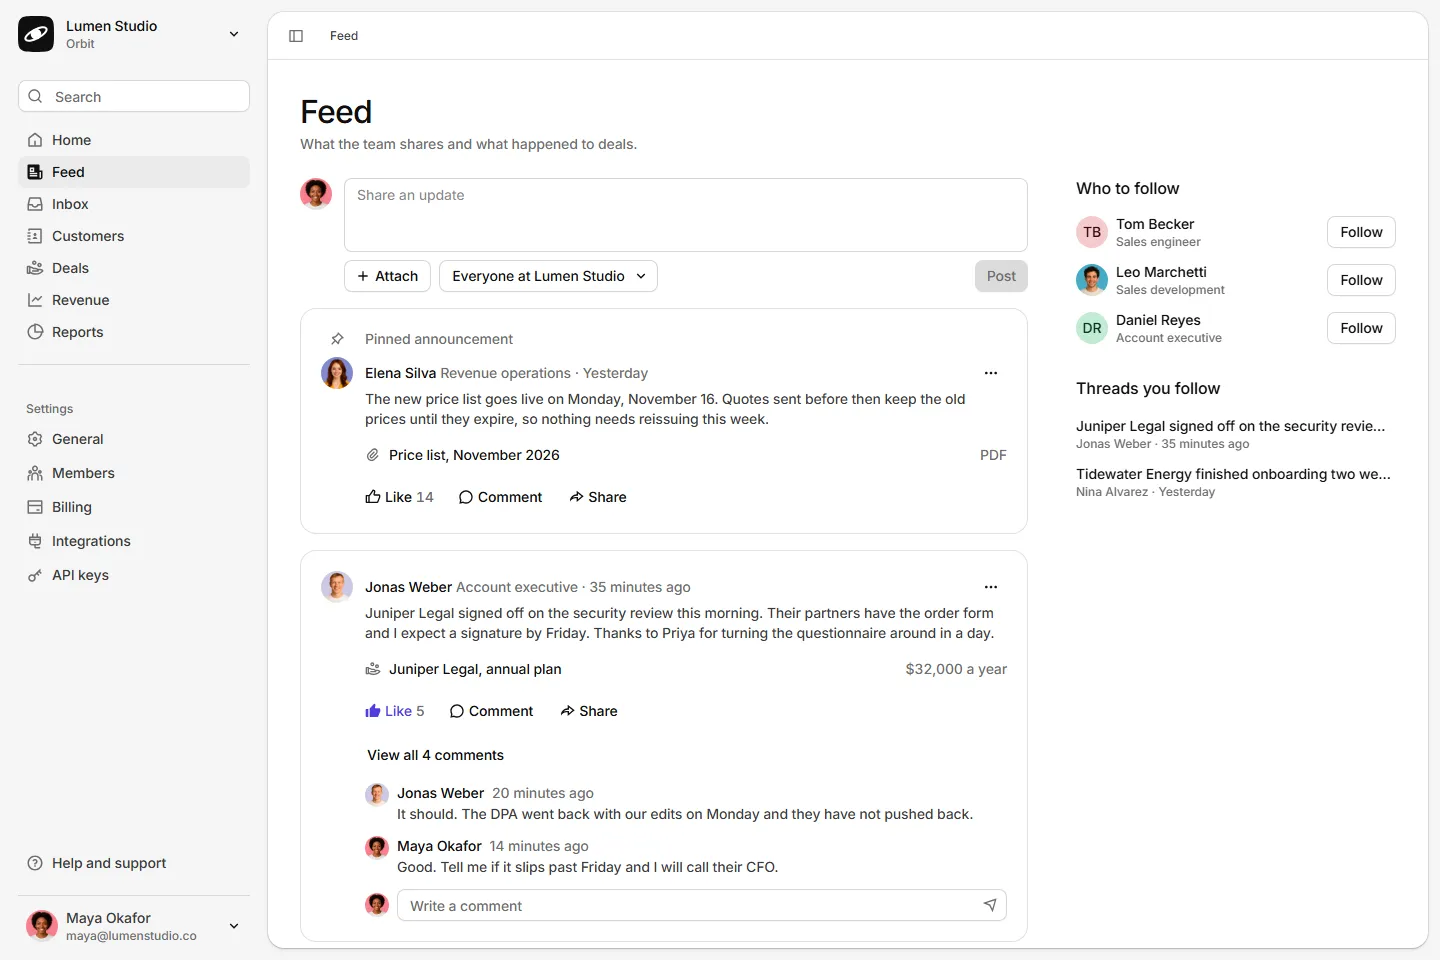 Lumen Studio
Orbit
Search
Home
Feed
Inbox
Customers
Deals
Revenue
Reports
Settings
General
Members
Billing
Integrations
API keys
Help and support
Maya Okafor
maya@lumenstudio.co
Feed
Feed
What the team shares and what happened to deals.
Share an update
Attach
Everyone at Lumen Studio
Post
Pinned announcement
Elena Silva Revenue operations · Yesterday
The new price list goes live on Monday, November 16. Quotes sent before then keep the old
prices until they expire, so nothing needs reissuing this week.
Price list, November 2026 PDF
Like 14 Comment Share
Jonas Weber Account executive · 35 minutes ago
Juniper Legal signed off on the security review this morning. Their partners have the order form
and I expect a signature by Friday. Thanks to Priya for turning the questionnaire around in a day.
Juniper Legal, annual plan $32,000 a year
Like 5 Comment Share
View all 4 comments
Jonas Weber 20 minutes ago
It should. The DPA went back with our edits on Monday and they have not pushed back.
Maya Okafor 14 minutes ago
Good. Tell me if it slips past Friday and I will call their CFO.
Write a comment
Who to follow
TB Tom Becker
Sales engineer
Follow
Leo Marchetti
Sales development
Follow
DR Daniel Reyes
Account executive
Follow
Threads you follow
Juniper Legal signed off on the security revie...
Jonas Weber · 35 minutes ago
Tidewater Energy finished onboarding two we...
Nina Alvarez · Yesterday